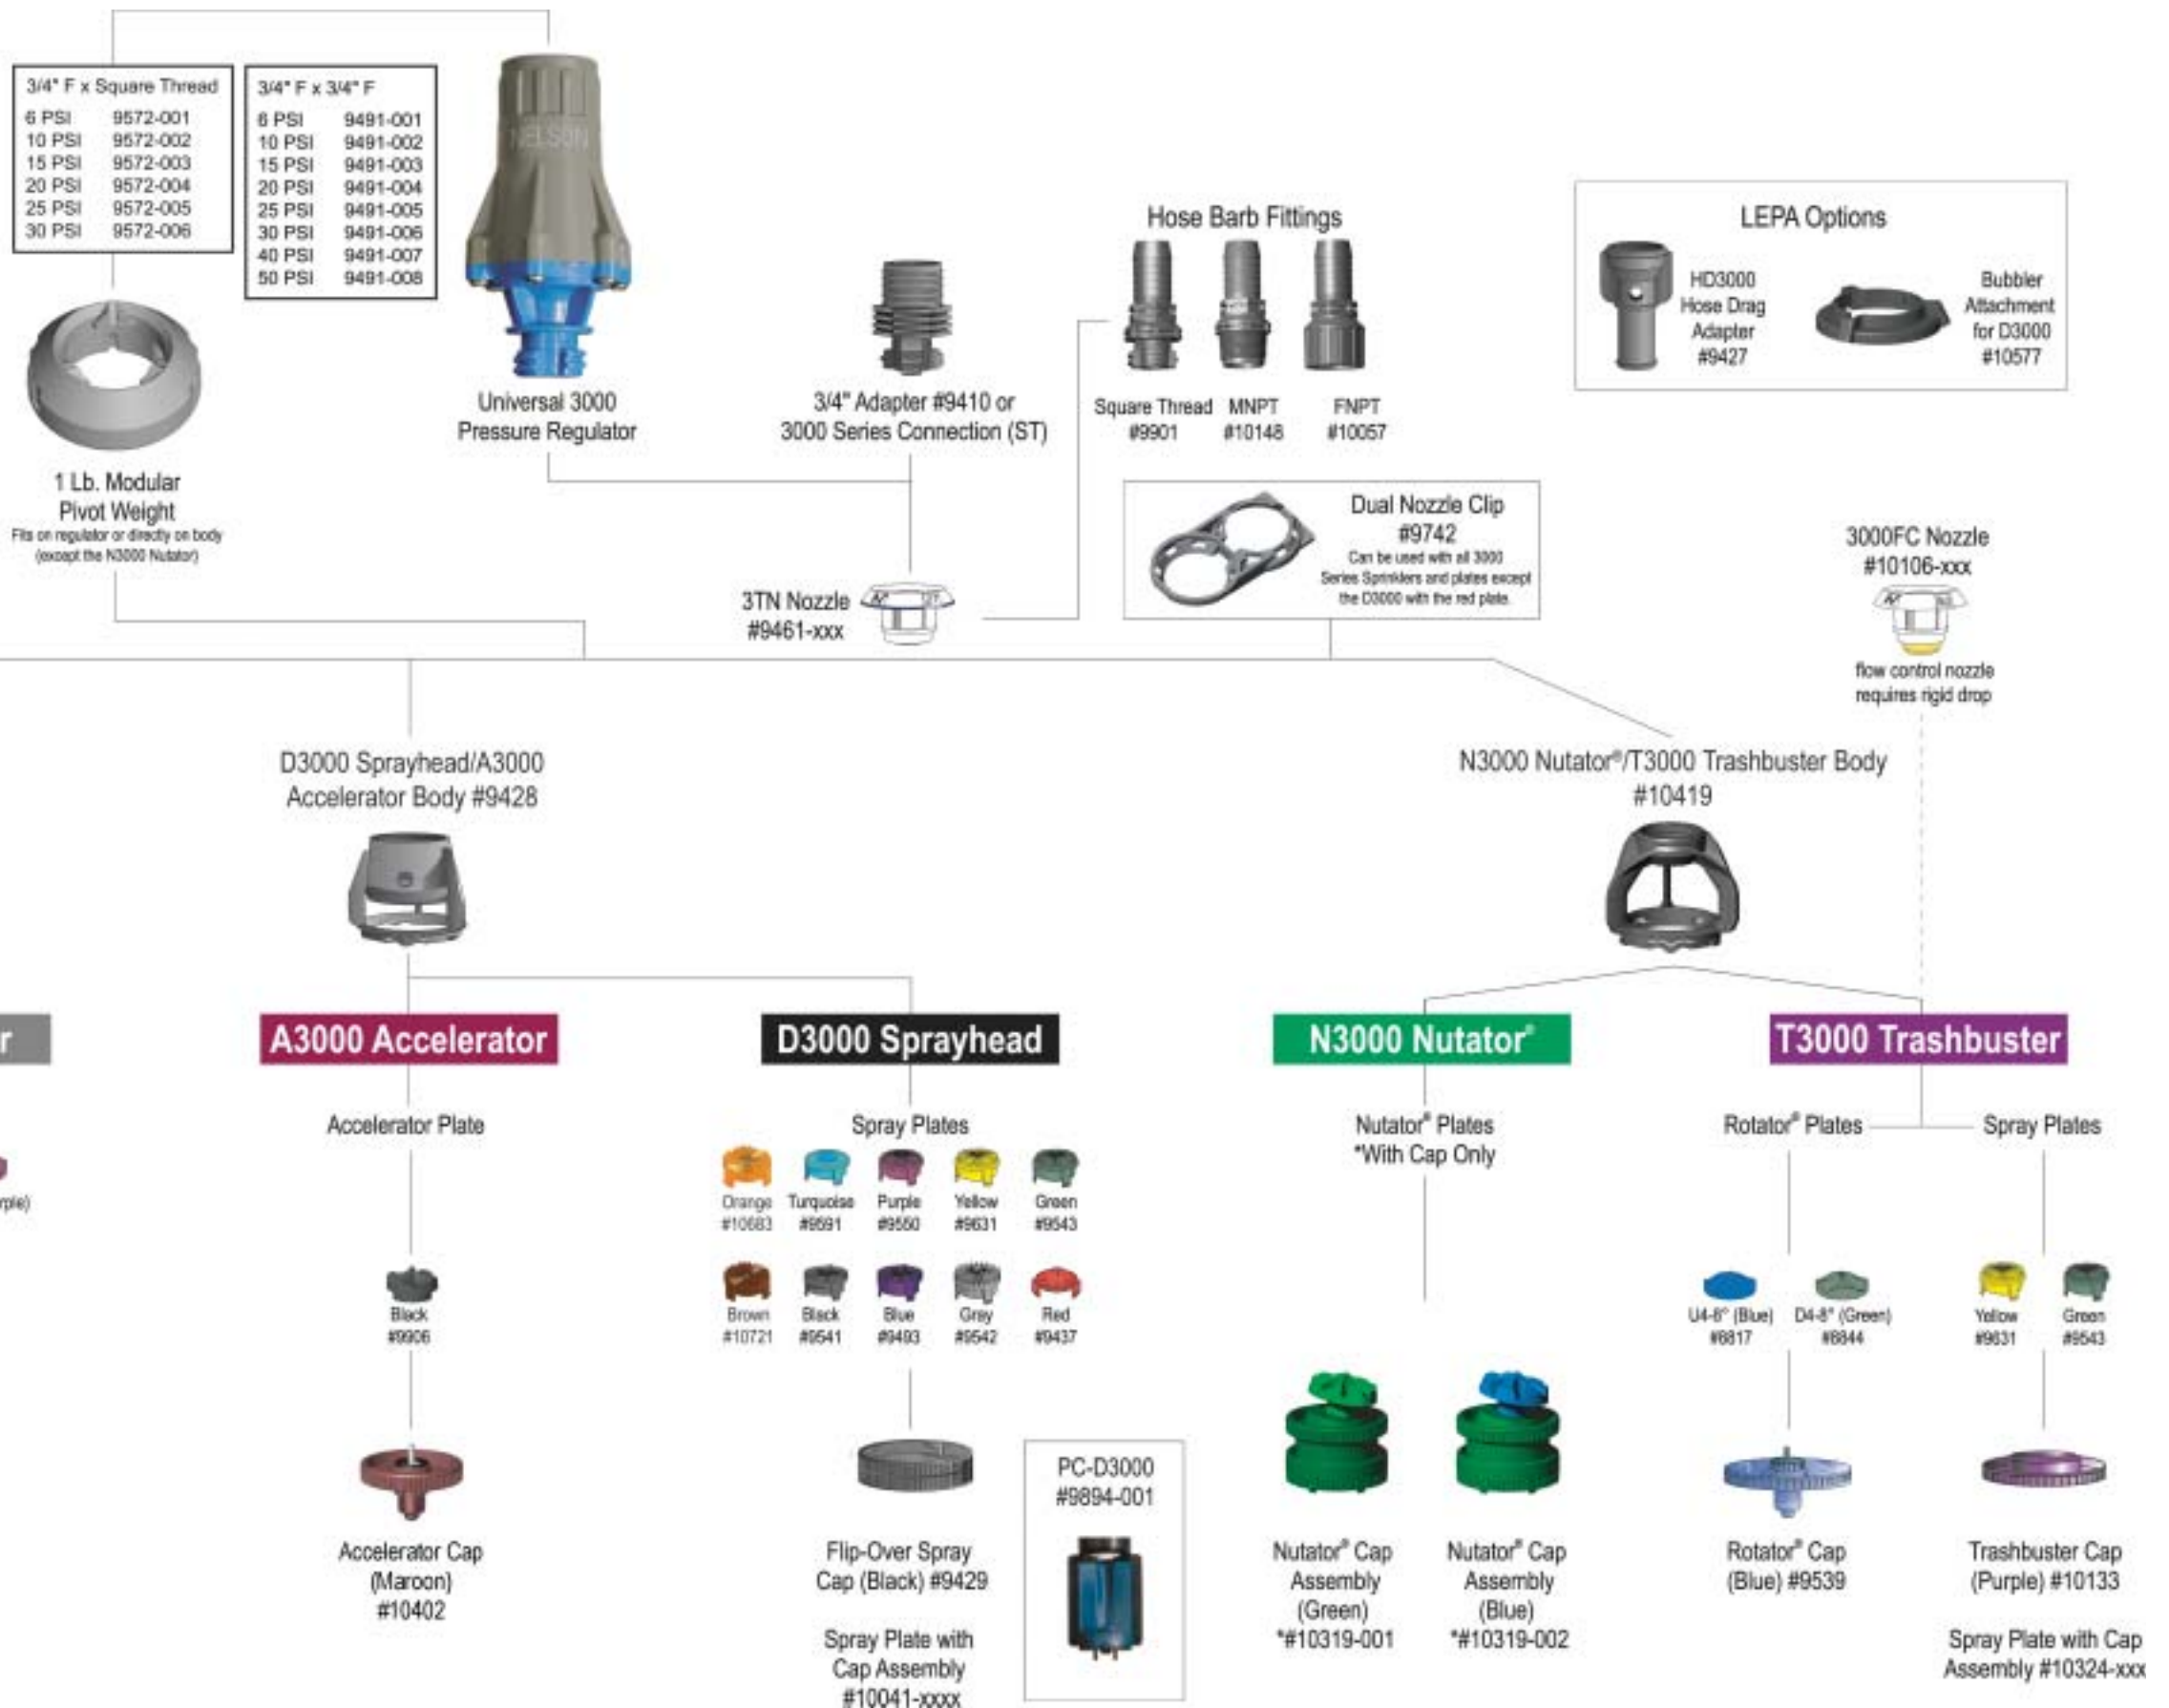 3/4" F x Square Thread
6 PSI 9572-001
10 PSI 9572-002
15 PSI 9572-003
20 PSI 9572-004
25 PSI 9572-005
30 PSI 9572-006
3/4" F x 3/4" F
6 PSI 9491-001
10 PSI 9491-002
15 PSI 9491-003
20 PSI 9491-004
25 PSI 9491-005
30 PSI 9491-006
40 PSI 9491-007
50 PSI 9491-008
NELSON
Universal 3000
Pressure Regulator
1 Lb. Modular
Pivot Weight
Fits on regulator or directly on body
(except the N3000 Nutator)
3/4" Adapter #9410 or
3000 Series Connection (ST)
Hose Barb Fittings
Square Thread
#9901
MNPT
#10148
FNPT
#10057
LEPA Options
HD3000
Hose Drag
Adapter
#9427
Bubbler
Attachment
for D3000
#10577
Dual Nozzle Clip
#9742
Can be used with all 3000
Series Sprinklers and plates except
the D3000 with the red plate.
3TN Nozzle
#9461-xxx
3000FC Nozzle
#10106-xxx
flow control nozzle
requires rigid drop
D3000 Sprayhead/A3000
Accelerator Body #9428
N3000 Nutator®/T3000 Trashbuster Body
#10419
r
rple)
A3000 Accelerator
Accelerator Plate
Black
#9906
Accelerator Cap
(Maroon)
#10402
D3000 Sprayhead
Spray Plates
Orange Turquoise Purple Yellow Green
#10683 #9591 #9550 #9631 #9543
Brown Black Blue Gray Red
#10721 #9541 #9493 #9542 #9437
Flip-Over Spray
Cap (Black) #9429
Spray Plate with
Cap Assembly
#10041-xxxx
PC-D3000
#9894-001
N3000 Nutator®
Nutator® Plates
*With Cap Only
Nutator® Cap
Assembly
(Green)
*#10319-001
Nutator® Cap
Assembly
(Blue)
*#10319-002
T3000 Trashbuster
Rotator® Plates
U4-8° (Blue) D4-8° (Green)
#8817 #8844
Rotator® Cap
(Blue) #9539
Spray Plates
Yellow Green
#9631 #9543
Trashbuster Cap
(Purple) #10133
Spray Plate with Cap
Assembly #10324-xxx